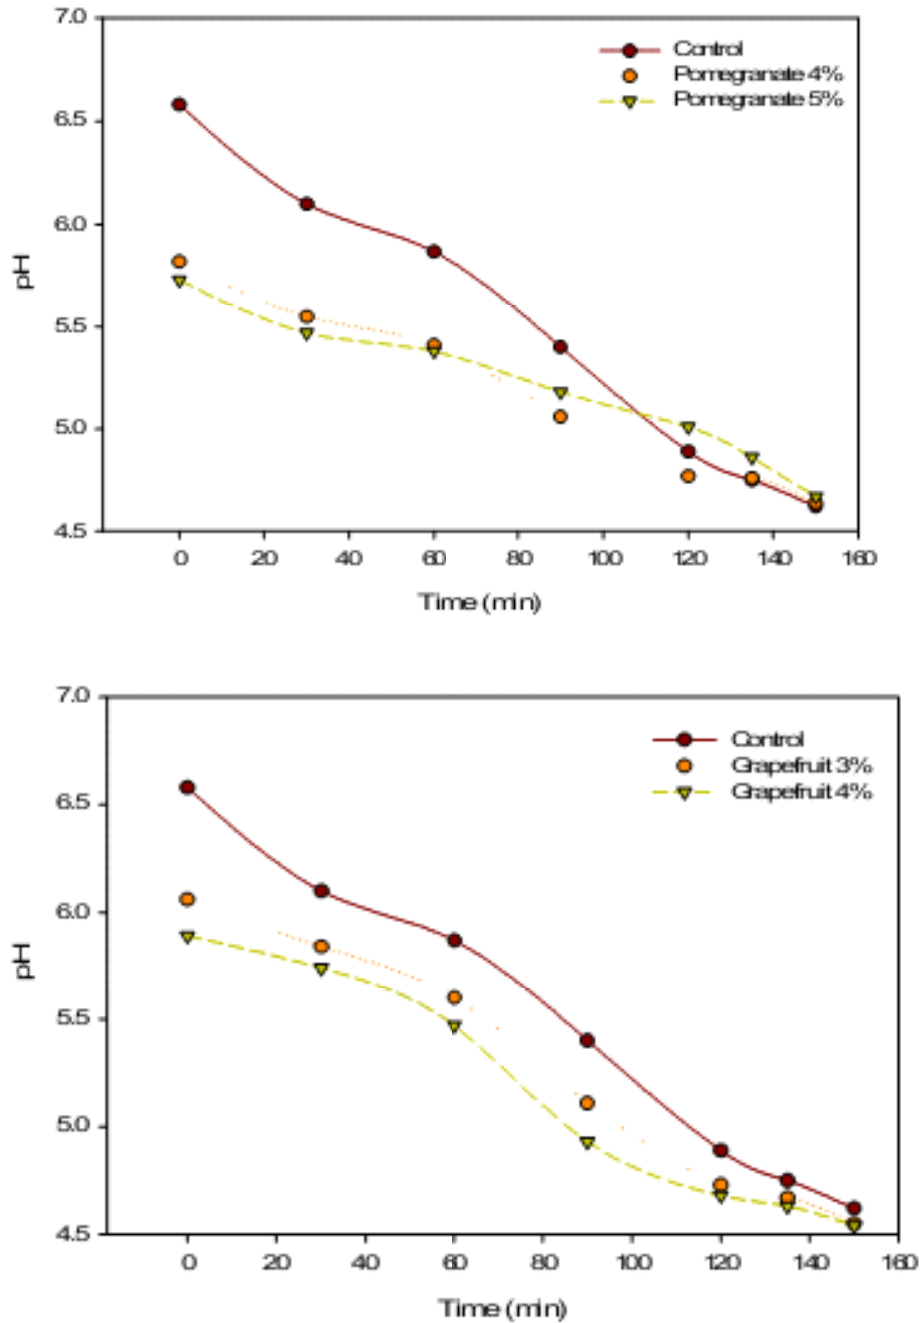 7.0
Control
Pomegranate 4%
6.5
Pomegranate 5%
6.0
pH
5.5
5.0
4.5
0 20 40 60 80 100 120 140 160
Time (min)
7.0
Control
Grapefruit 3%
6.5
Grapefruit 4%
6.0
pH
5.5
5.0
4.5
0 20 40 60 80 100 120 140 160
Time (min)